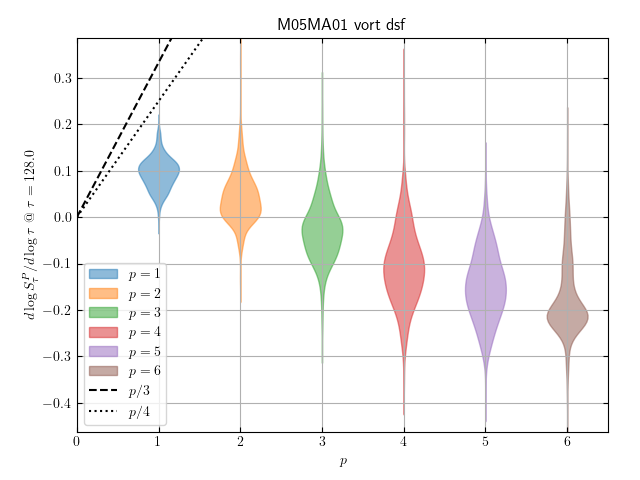 M05MA01 vort dsf
d log S_τ^P / d log τ @ τ = 128.0
0.3
0.2
0.1
0.0
−0.1
−0.2
−0.3
−0.4
p = 1
p = 2
p = 3
p = 4
p = 5
p = 6
p/3
p/4
0 1 2 3 4 5 6
p